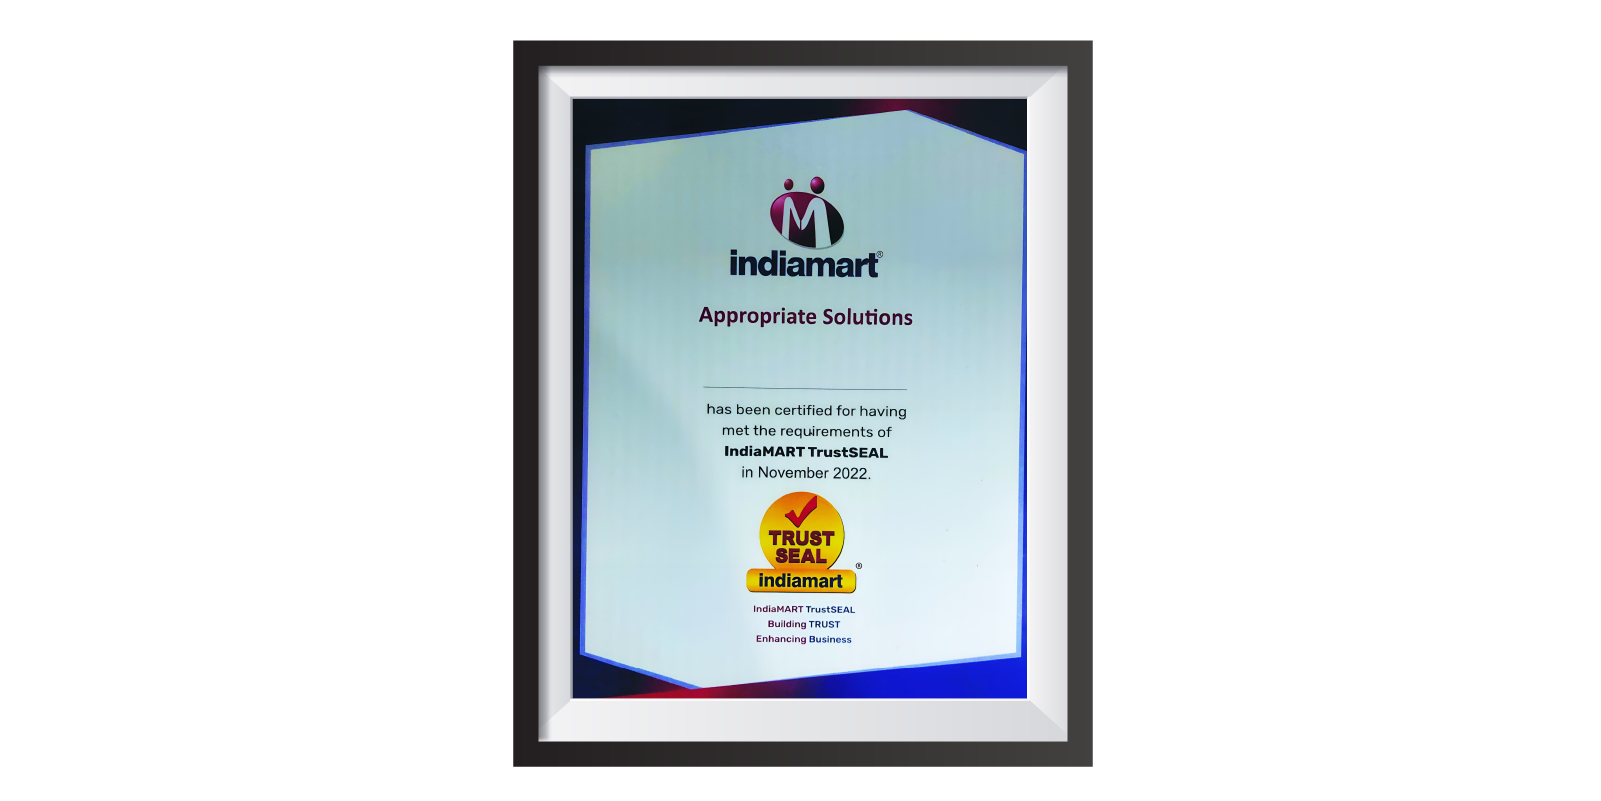 indiamart®
Appropriate Solutions
has been certified for having
met the requirements of
IndiaMART TrustSEAL
in November 2022.
TRUST
SEAL
indiamart®
IndiaMART TrustSEAL
Building TRUST
Enhancing Business